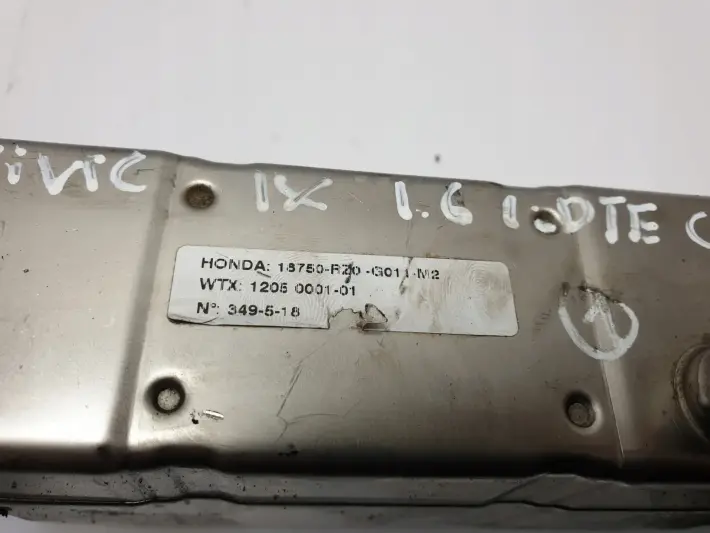 IX 1.6 i-DTE
HONDA: 18750-RZ0 -G011-M2
WTX: 1205 0001-01
N°: 349-5-18